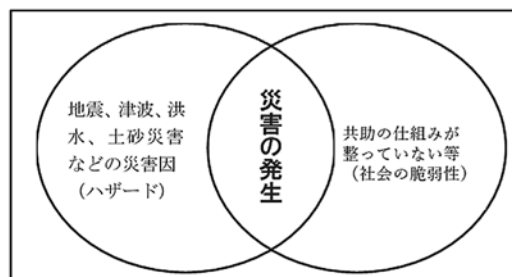 地震、津波、洪
水、土砂災害
などの災害因
（ハザード）
災害の発生
共助の仕組みが
整っていない等
（社会の脆弱性）